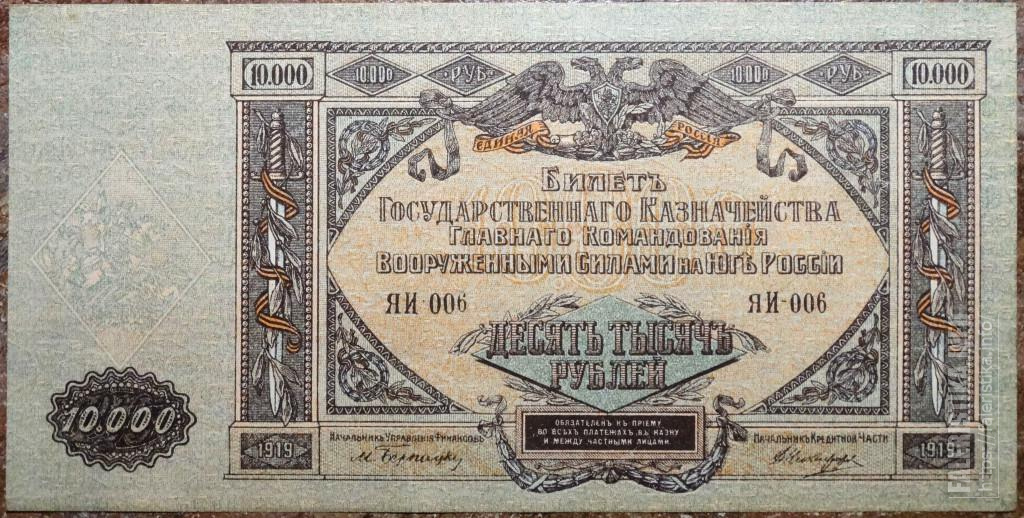 10.000 10.000 РУБ 10.000 РУБ 10.000
ЕДИНАЯ РОССІЯ
БИЛЕТЪ
ГОСУДАРСТВЕННАГО КАЗНАЧЕЙСТВА
ГЛАВНАГО КОМАНДОВАНІЯ
ВООРУЖЕННЫМИ СИЛАМИ НА ЮГѢ РОССІИ
ЯИ-006 ЯИ-006
ДЕСЯТЬ ТЫСЯЧЪ
РУБЛЕЙ
10.000
ОБЯЗАТЕЛЕНЪ КЪ ПРІЕМУ
ВО ВСѢХЪ ПЛАТЕЖАХЪ, ВЪ КАЗНУ
И МЕЖДУ ЧАСТНЫМИ ЛИЦАМИ.
1919 НАЧАЛЬНИКЪ УПРАВЛЕНІЯ ФИНАНСОВЪ НАЧАЛЬНИКЪ КРЕДИТНОЙ ЧАСТИ 1919